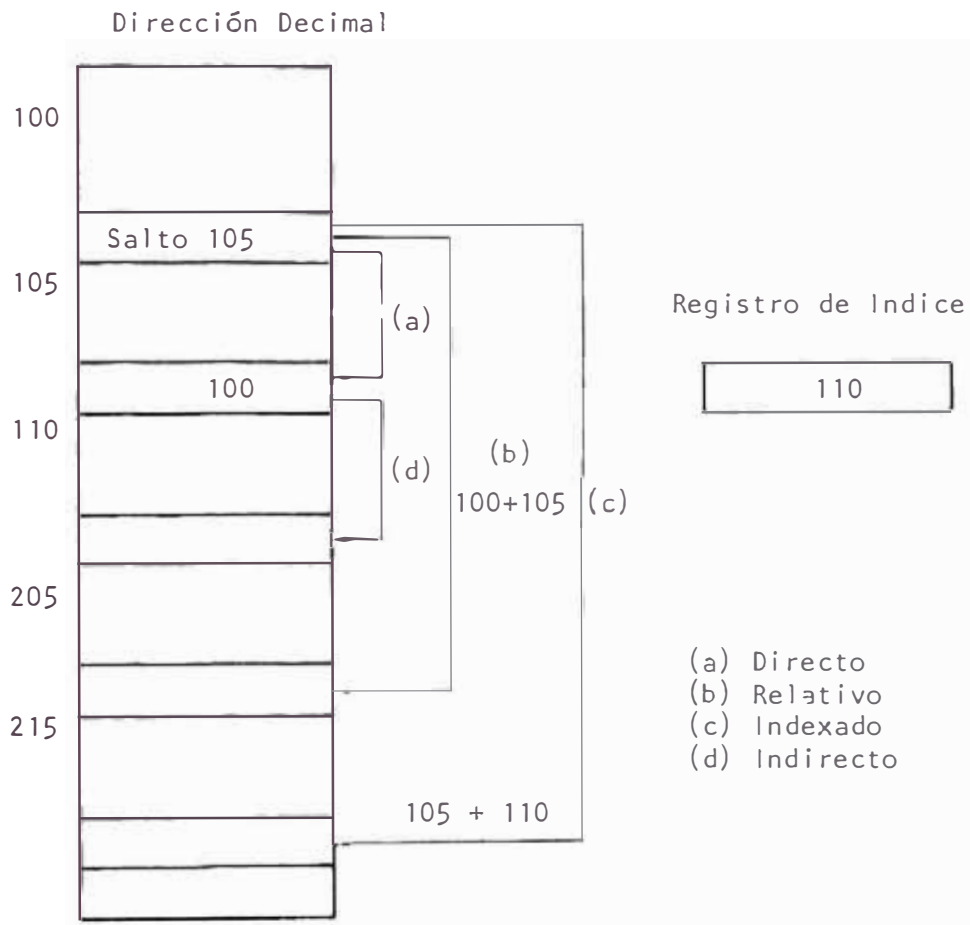 Dirección Decimal
100
Salto 105
105
(a)
Registro de Indice
100
110
110
(b)
(d)
100+105 (c)
205
(a) Directo
(b) Relativo
215
(c) Indexado
(d) Indirecto
105 + 110